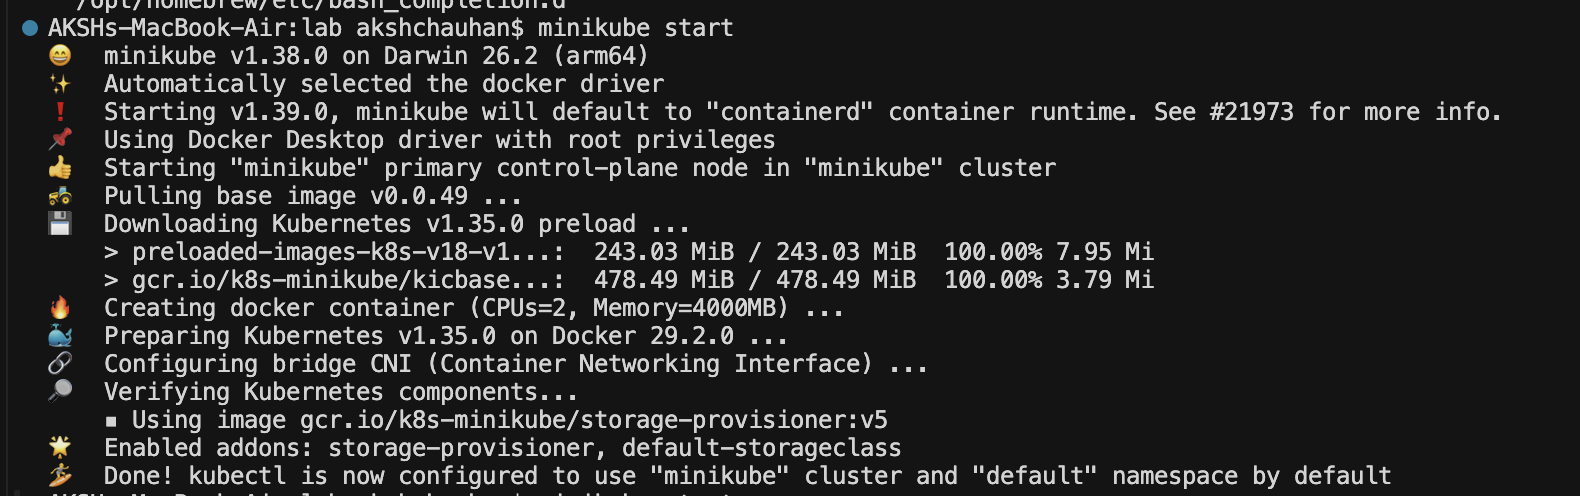 /opt/homebrew/etc/bash_completion.d
AKSHs-MacBook-Air:lab akshchauhan$ minikube start
😄 minikube v1.38.0 on Darwin 26.2 (arm64)
✨ Automatically selected the docker driver
❗ Starting v1.39.0, minikube will default to "containerd" container runtime. See #21973 for more info.
📌 Using Docker Desktop driver with root privileges
👍 Starting "minikube" primary control-plane node in "minikube" cluster
🚜 Pulling base image v0.0.49 ...
💾 Downloading Kubernetes v1.35.0 preload ...
> preloaded-images-k8s-v18-v1...: 243.03 MiB / 243.03 MiB 100.00% 7.95 Mi
> gcr.io/k8s-minikube/kicbase...: 478.49 MiB / 478.49 MiB 100.00% 3.79 Mi
🔥 Creating docker container (CPUs=2, Memory=4000MB) ...
🐳 Preparing Kubernetes v1.35.0 on Docker 29.2.0 ...
🔗 Configuring bridge CNI (Container Networking Interface) ...
🔎 Verifying Kubernetes components...
▪ Using image gcr.io/k8s-minikube/storage-provisioner:v5
🌟 Enabled addons: storage-provisioner, default-storageclass
🏄 Done! kubectl is now configured to use "minikube" cluster and "default" namespace by default